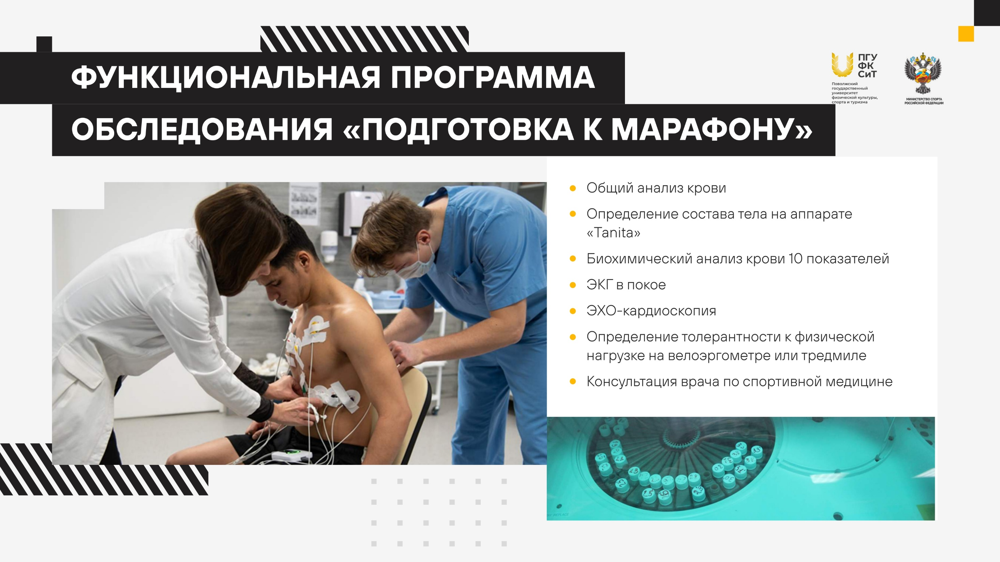 ФУНКЦИОНАЛЬНАЯ ПРОГРАММА
ОБСЛЕДОВАНИЯ «ПОДГОТОВКА К МАРАФОНУ»
ПГУ
ФК
СиТ
Поволжский
государственный
университет
физической культуры,
спорта и туризма
МИНИСТЕРСТВО СПОРТА
РОССИЙСКОЙ ФЕДЕРАЦИИ
Общий анализ крови
Определение состава тела на аппарате
«Tanita»
Биохимический анализ крови 10 показателей
ЭКГ в покое
ЭХО-кардиоскопия
Определение толерантности к физической
нагрузке на велоэргометре или тредмиле
Консультация врача по спортивной медицине